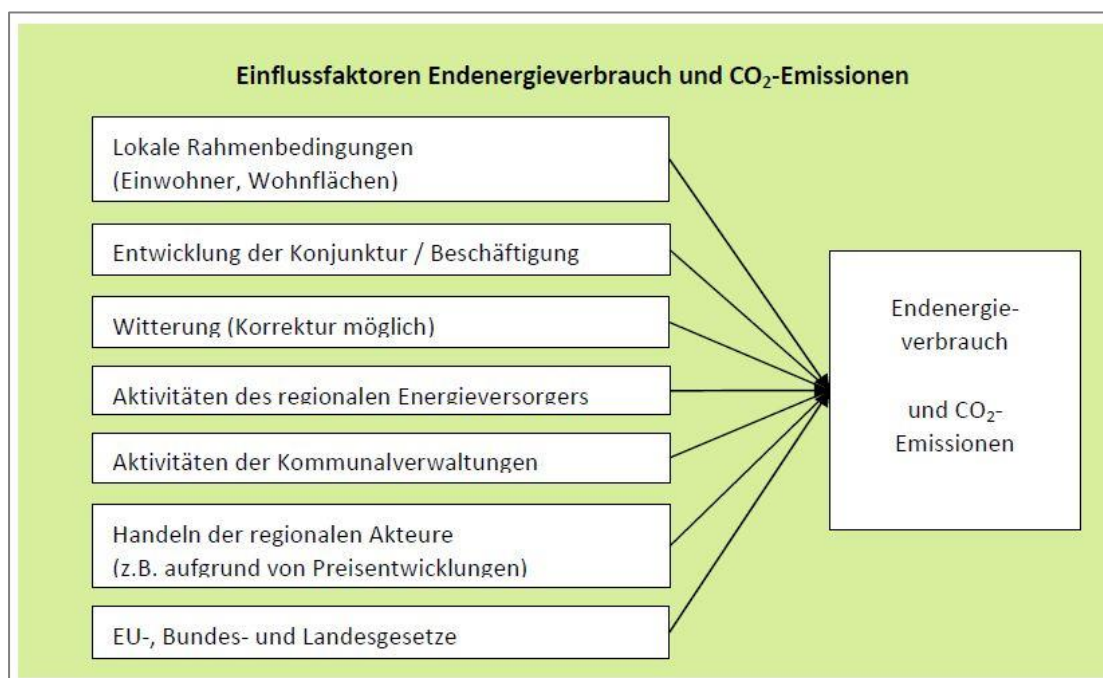 Einflussfaktoren Endenergieverbrauch und CO₂-Emissionen
Lokale Rahmenbedingungen
(Einwohner, Wohnflächen)
Entwicklung der Konjunktur / Beschäftigung
Witterung (Korrektur möglich)
Aktivitäten des regionalen Energieversorgers
Aktivitäten der Kommunalverwaltungen
Handeln der regionalen Akteure
(z.B. aufgrund von Preisentwicklungen)
EU-, Bundes- und Landesgesetze
Endenergie-
verbrauch
und CO₂-
Emissionen